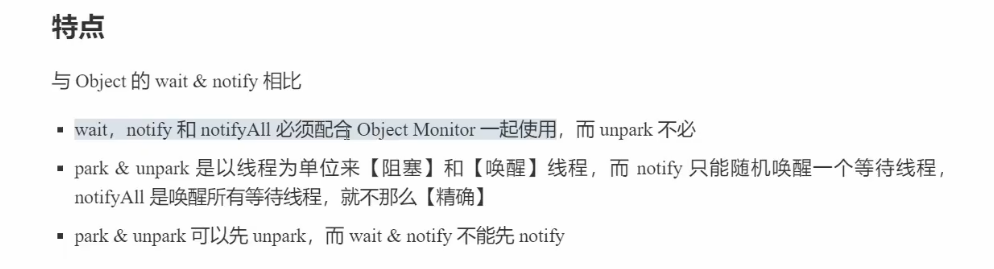 特点
与 Object 的 wait & notify 相比
▪ wait，notify 和 notifyAll 必须配合 Object Monitor 一起使用，而 unpark 不必
▪ park & unpark 是以线程为单位来【阻塞】和【唤醒】线程，而 notify 只能随机唤醒一个等待线程，
notifyAll 是唤醒所有等待线程，就不那么【精确】
▪ park & unpark 可以先 unpark，而 wait & notify 不能先 notify